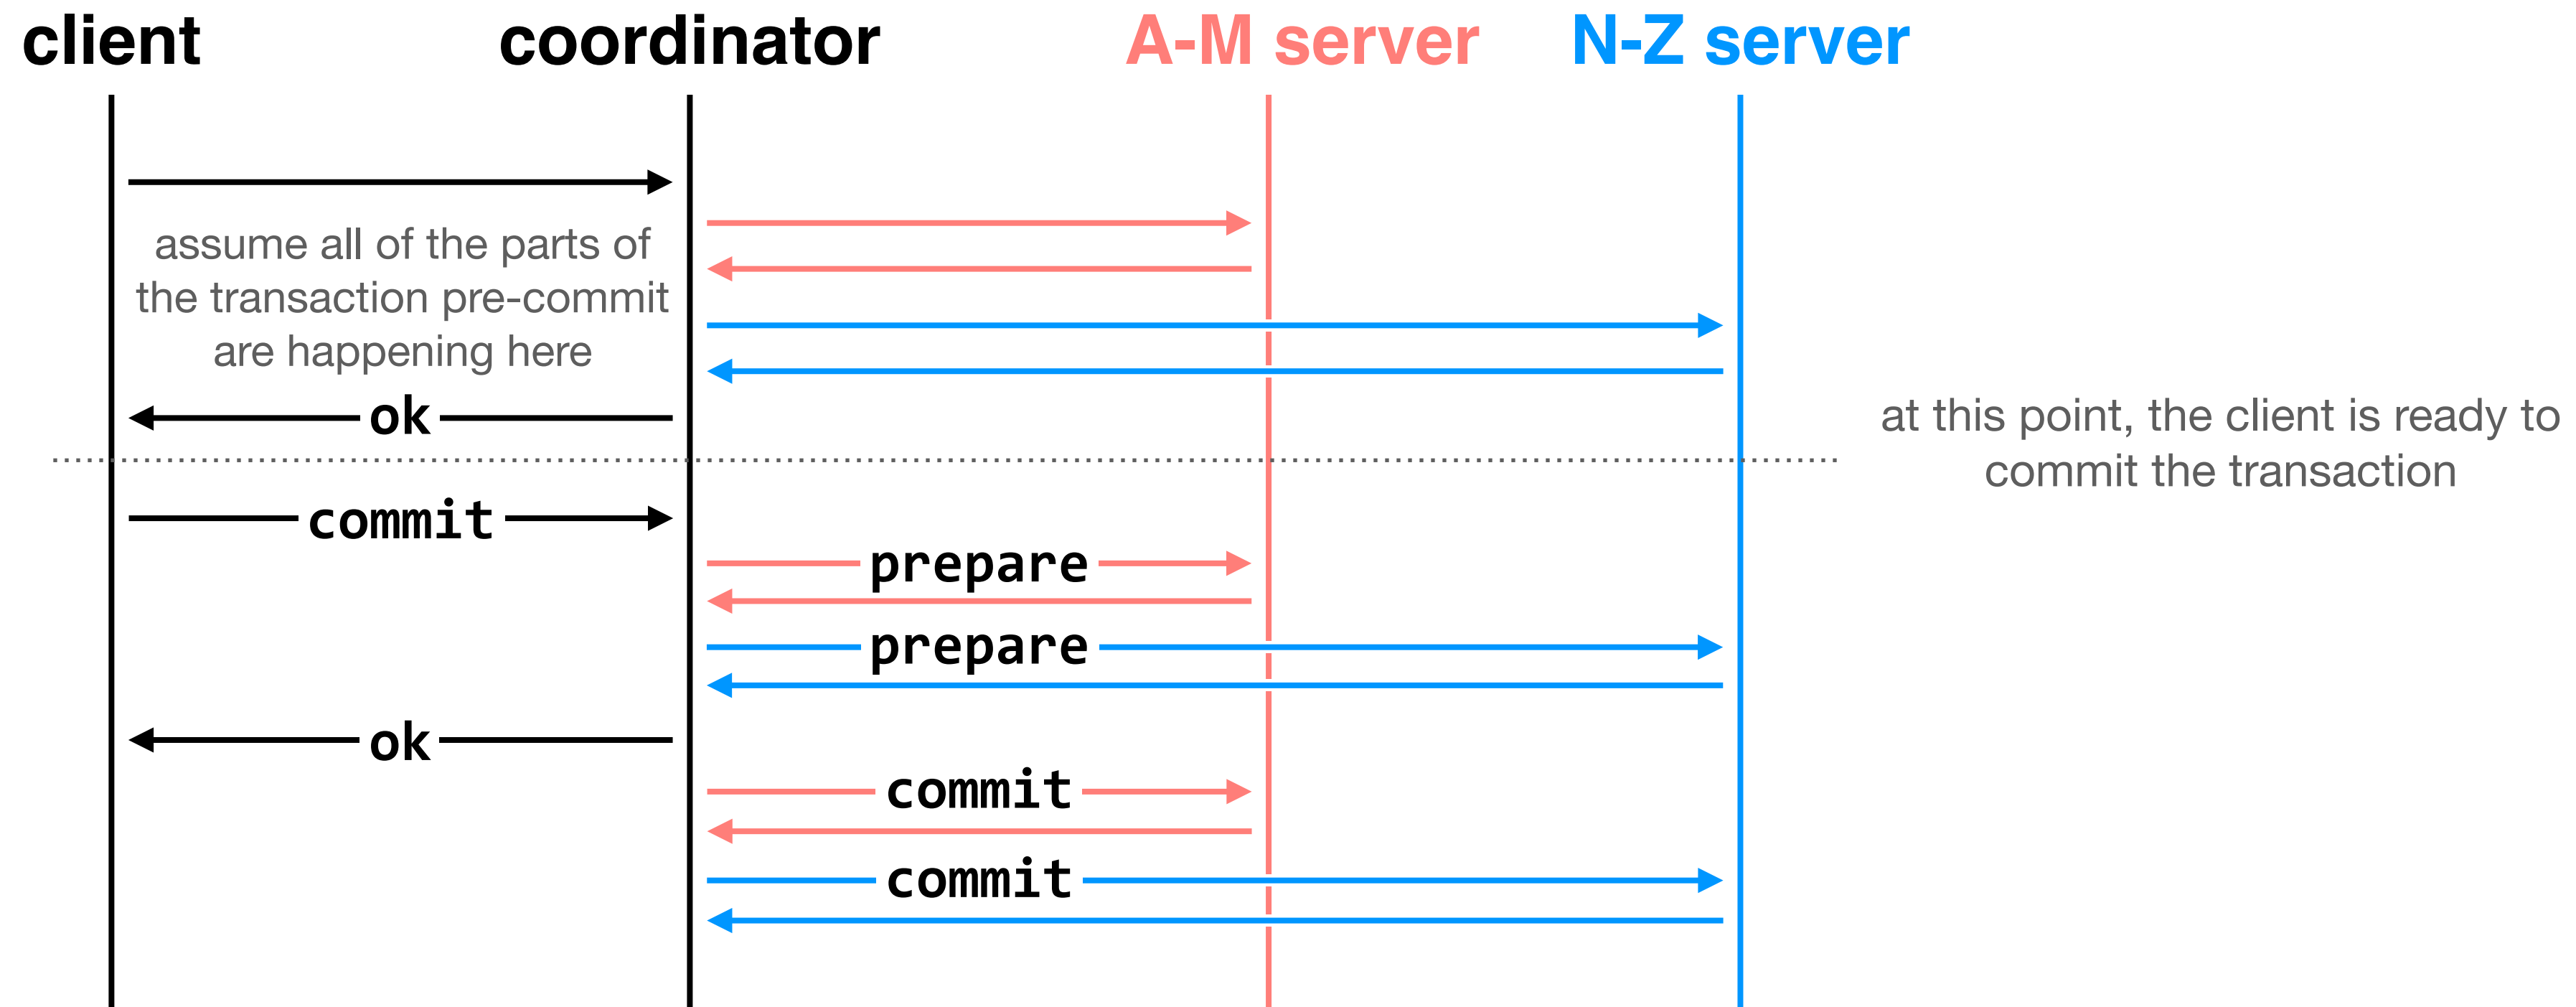 client
coordinator
A-M server
N-Z server
assume all of the parts of
the transaction pre-commit
are happening here
ok
at this point, the client is ready to
commit the transaction
commit
prepare
prepare
ok
commit
commit